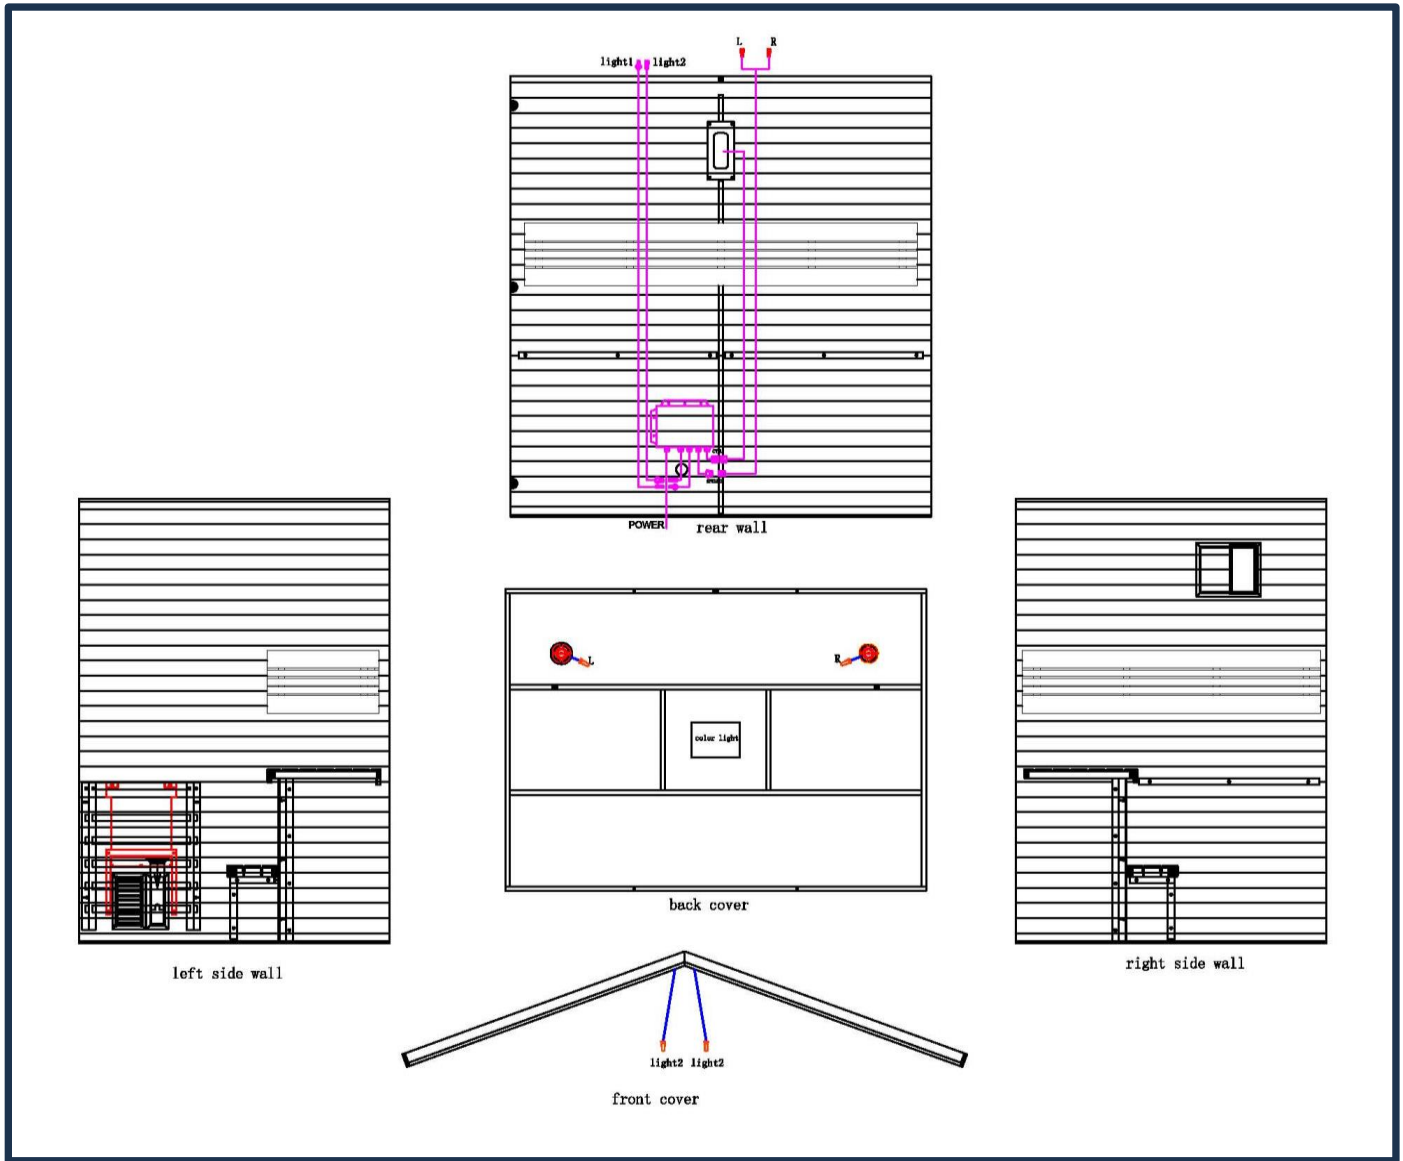 L R
light1 light2
POWER
rear wall
L
R
color light
back cover
left side wall
right side wall
light2 light2
front cover